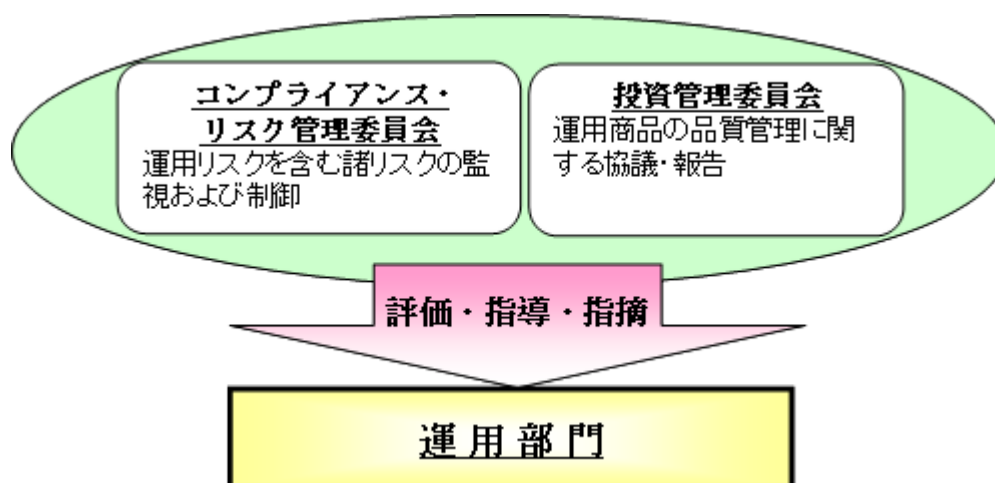 コンプライアンス・
リスク管理委員会
運用リスクを含む諸リスクの監
視および制御
投資管理委員会
運用商品の品質管理に関
する協議・報告
評価・指導・指摘
運用部門